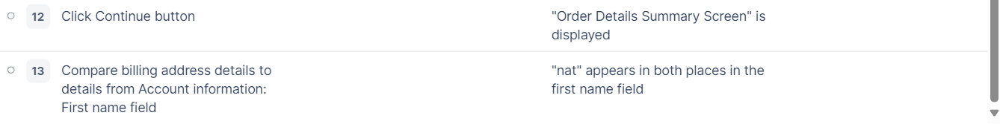 12 Click Continue button "Order Details Summary Screen" is
displayed
13 Compare billing address details to "nat" appears in both places in the
details from Account information: first name field
First name field